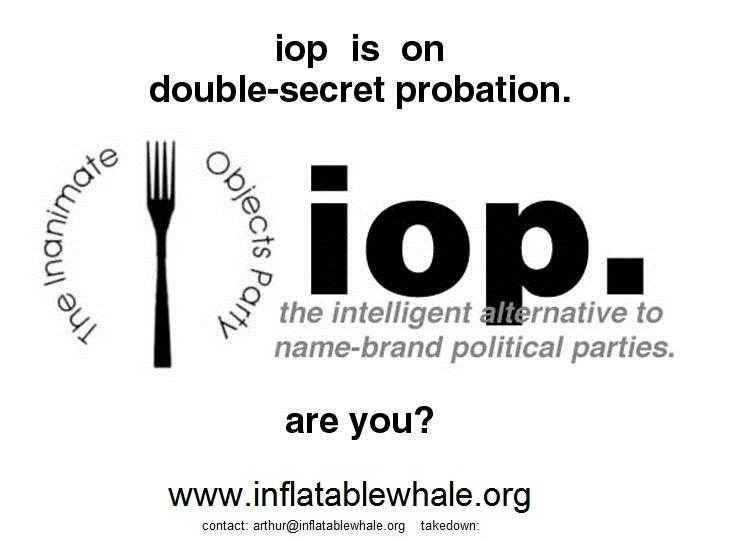 iop is on
double-secret probation.
The Inanimate Objects Party
iop.
the intelligent alternative to
name-brand political parties.
are you?
www.inflatablewhale.org
contact: arthur@inflatablewhale.org takedown: